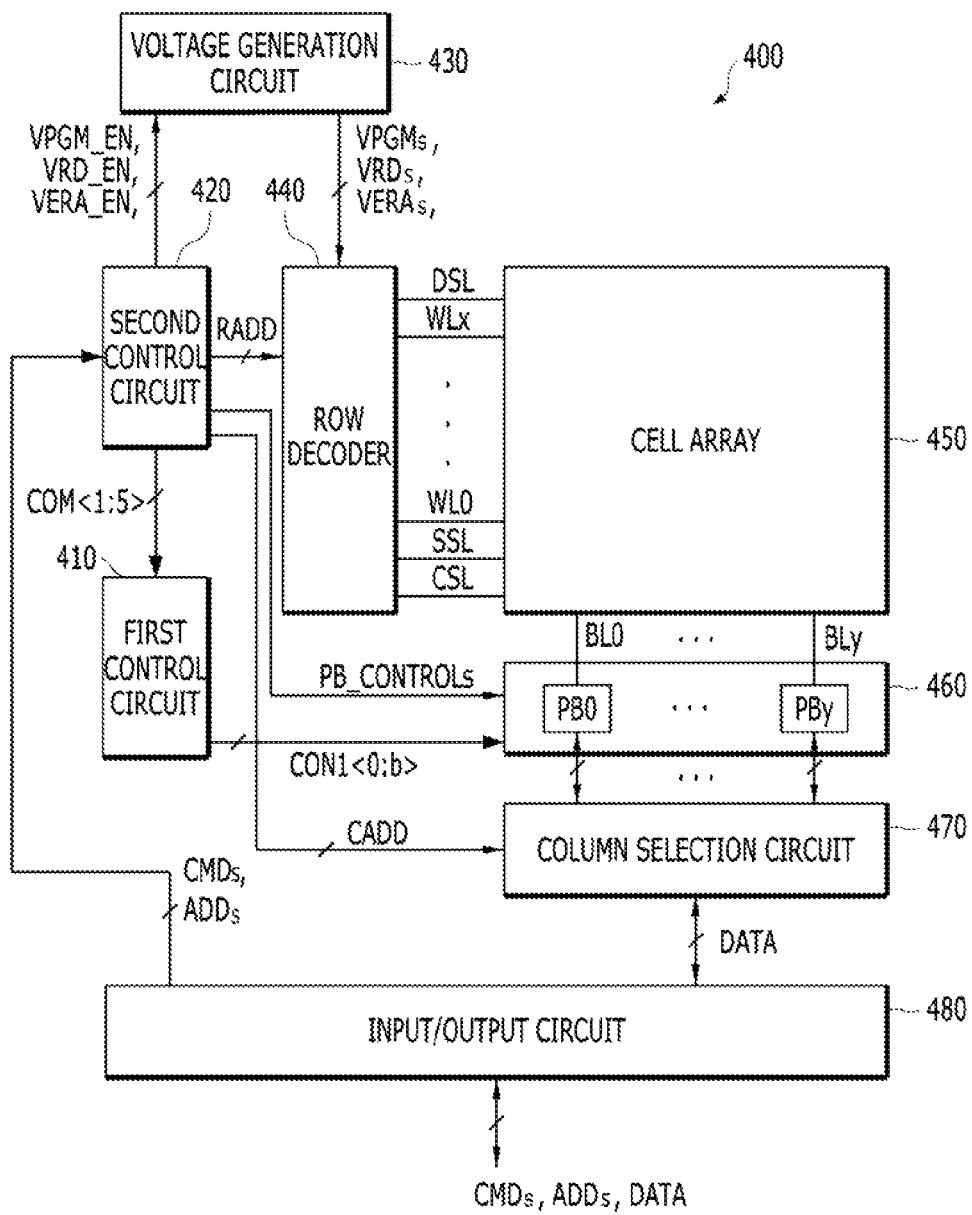 VOLTAGE GENERATION
CIRCUIT
430
400
VPGM_EN,
VRD_EN,
VERA_EN,
VPGMs,
VRDs,
VERAs,
420
440
SECOND
CONTROL
CIRCUIT
RADD
ROW
DECODER
DSL
WLx
.
.
.
WL0
SSL
CSL
CELL ARRAY
450
COM<1:5>
410
FIRST
CONTROL
CIRCUIT
BL0
...
BLy
PB_CONTROLs
PB0
...
PBy
460
CON1<0:b>
...
CADD
COLUMN SELECTION CIRCUIT
470
CMDs,
ADDs
DATA
INPUT/OUTPUT CIRCUIT
480
CMDs, ADDs, DATA